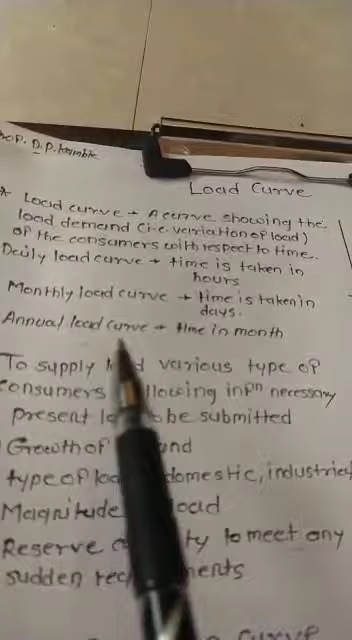 Prof. D.P. Kamble
Load Curve
* Load curve → A curve showing the
load demand (i.e. variation of load)
of the consumers with respect to time.
Daily load curve → time is taken in
hours
Monthly load curve → time is taken in
days.
Annual load curve → time in month
To supply various type of
consumers inf^n necessary
present be submitted
Growth of
type of domestic, industrial
Magnitude load
Reserve to meet any
sudden
Curve